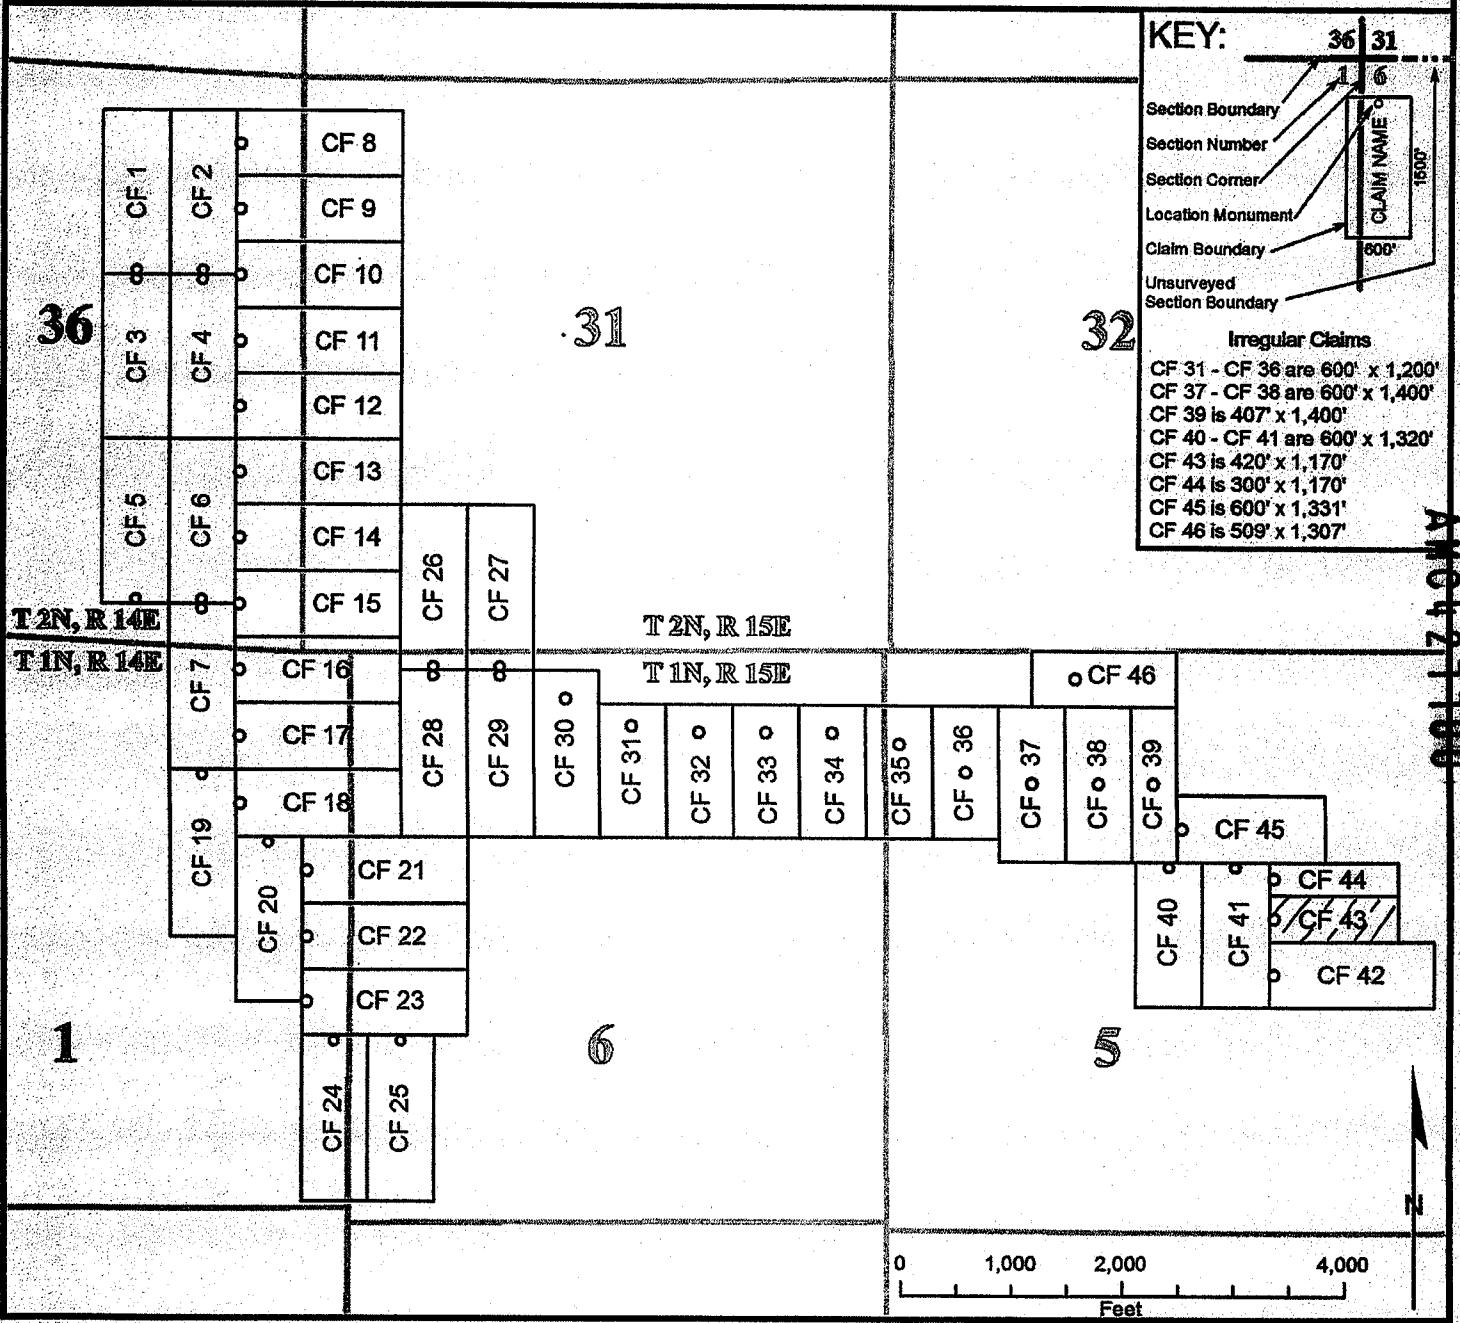 KEY:
36 31
1 6
Section Boundary
Section Number
Section Corner
Location Monument
Claim Boundary
Unsurveyed
Section Boundary
CLAIM NAME
1500'
600'
Irregular Claims
CF 31 - CF 36 are 600' x 1,200'
CF 37 - CF 38 are 600' x 1,400'
CF 39 is 407' x 1,400'
CF 40 - CF 41 are 600' x 1,320'
CF 43 is 420' x 1,170'
CF 44 is 300' x 1,170'
CF 45 is 600' x 1,331'
CF 46 is 509' x 1,307'
CF 1
CF 2
CF 8
CF 9
CF 10
36
CF 3
CF 4
CF 11
31
32
CF 12
CF 13
CF 5
CF 6
CF 14
CF 15
CF 26
CF 27
T 2N, R 14E
T 2N, R 15E
T 1N, R 14E
T 1N, R 15E
CF 7
CF 16
CF 17
CF 18
CF 28
CF 29
CF 30
CF 31
CF 32
CF 33
CF 34
CF 35
CF 36
CF 37
CF 38
CF 39
CF 46
CF 45
CF 19
CF 20
CF 21
CF 22
CF 23
CF 40
CF 41
CF 44
CF 43
CF 42
1
6
5
CF 24
CF 25
N
0 1,000 2,000 4,000
Feet